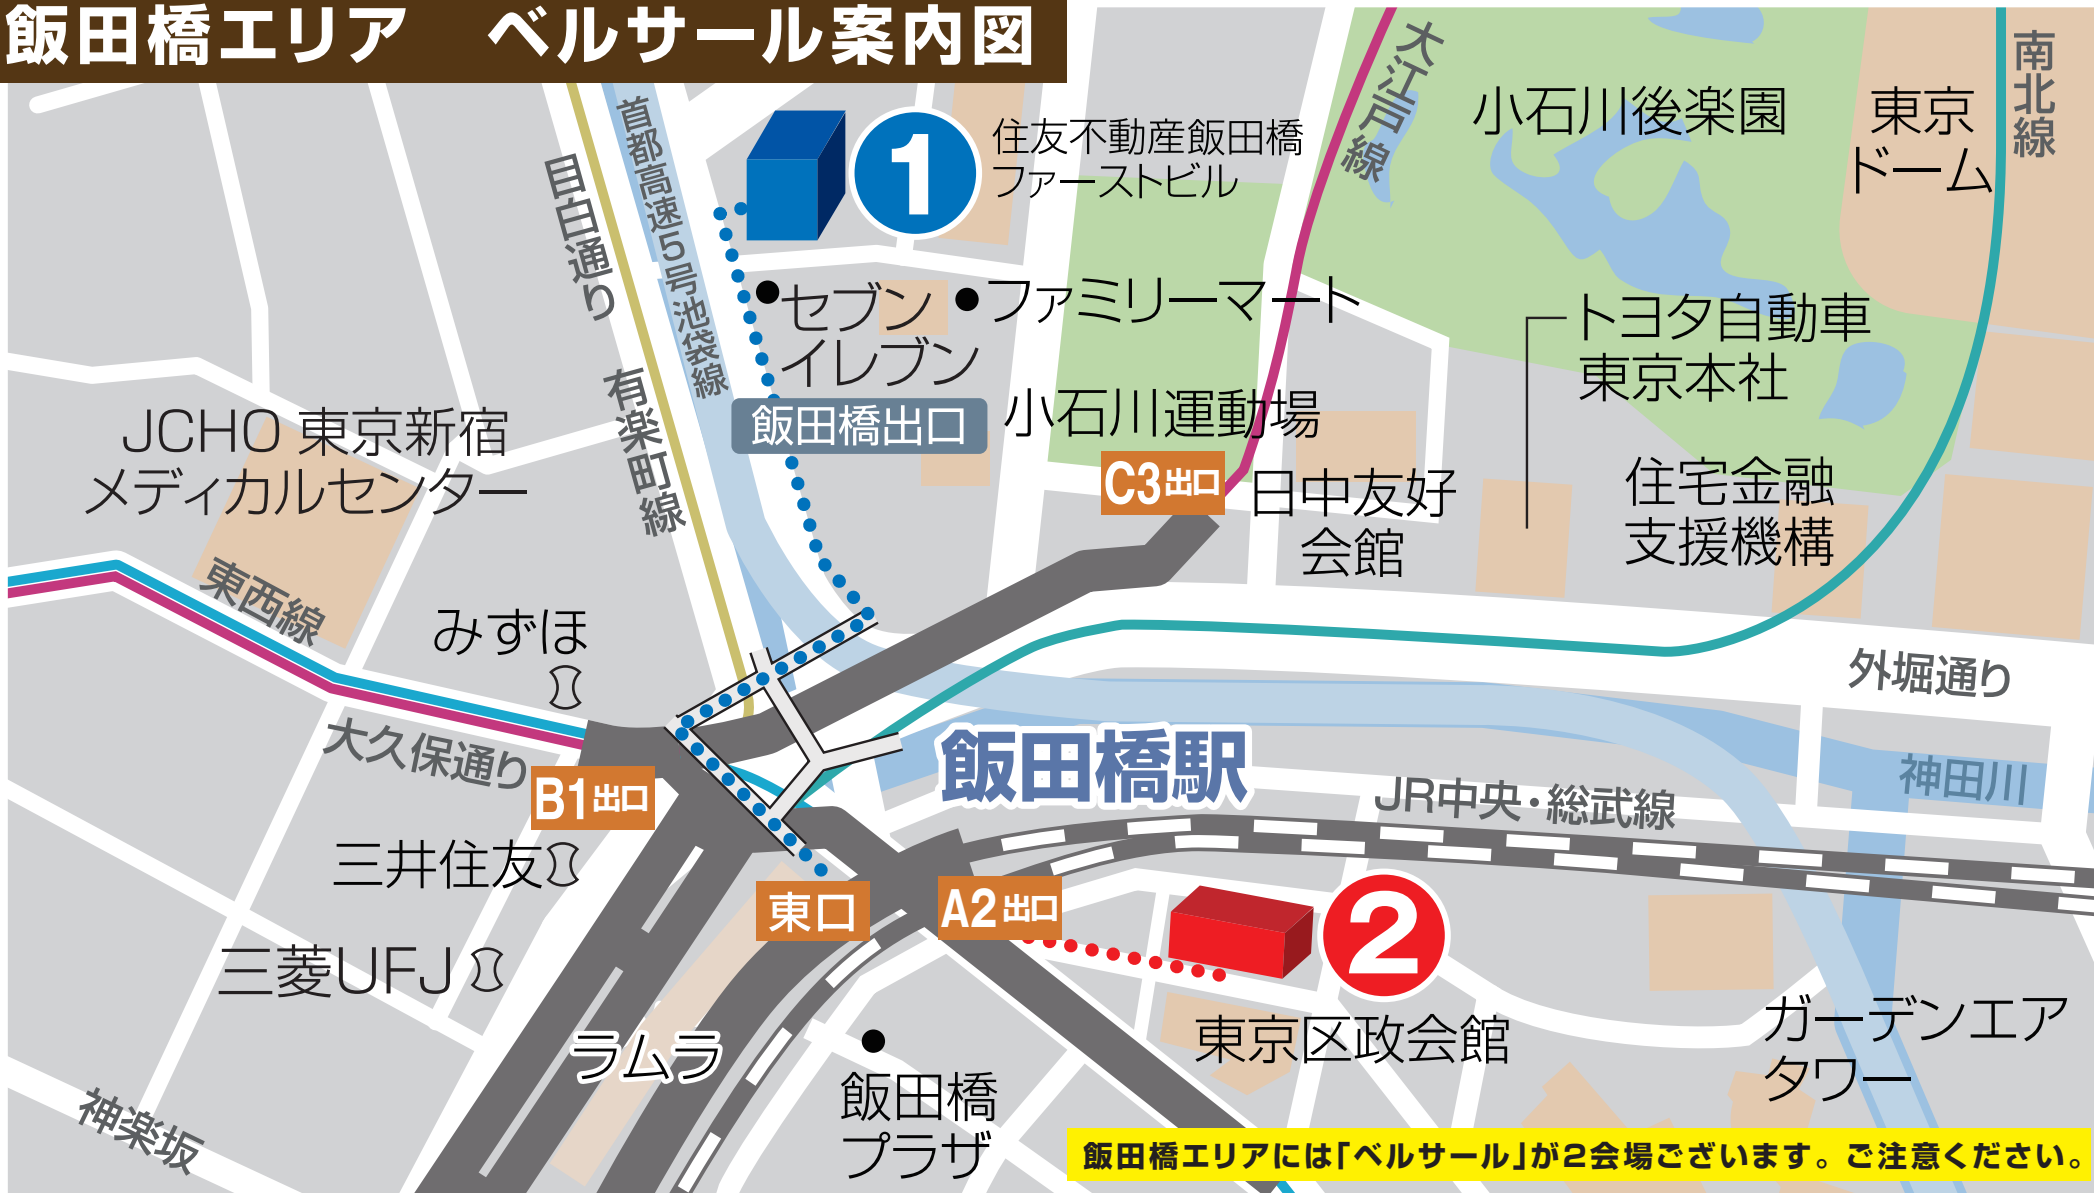 飯田橋エリア　ベルサール案内図
首都高速5号池袋線
目白通り
有楽町線
1
住友不動産飯田橋
ファーストビル
大江戸線
小石川後楽園
東京
ドーム
南北線
セブン
イレブン
ファミリーマート
飯田橋出口
小石川運動場
トヨタ自動車
東京本社
JCHO 東京新宿
メディカルセンター
C3出口
日中友好
会館
住宅金融
支援機構
東西線
みずほ
外堀通り
大久保通り
飯田橋駅
神田川
B1出口
JR中央・総武線
三井住友
東口
A2出口
2
三菱UFJ
東京区政会館
ガーデンエア
タワー
ラムラ
飯田橋
プラザ
神楽坂
飯田橋エリアには「ベルサール」が2会場ございます。ご注意ください。